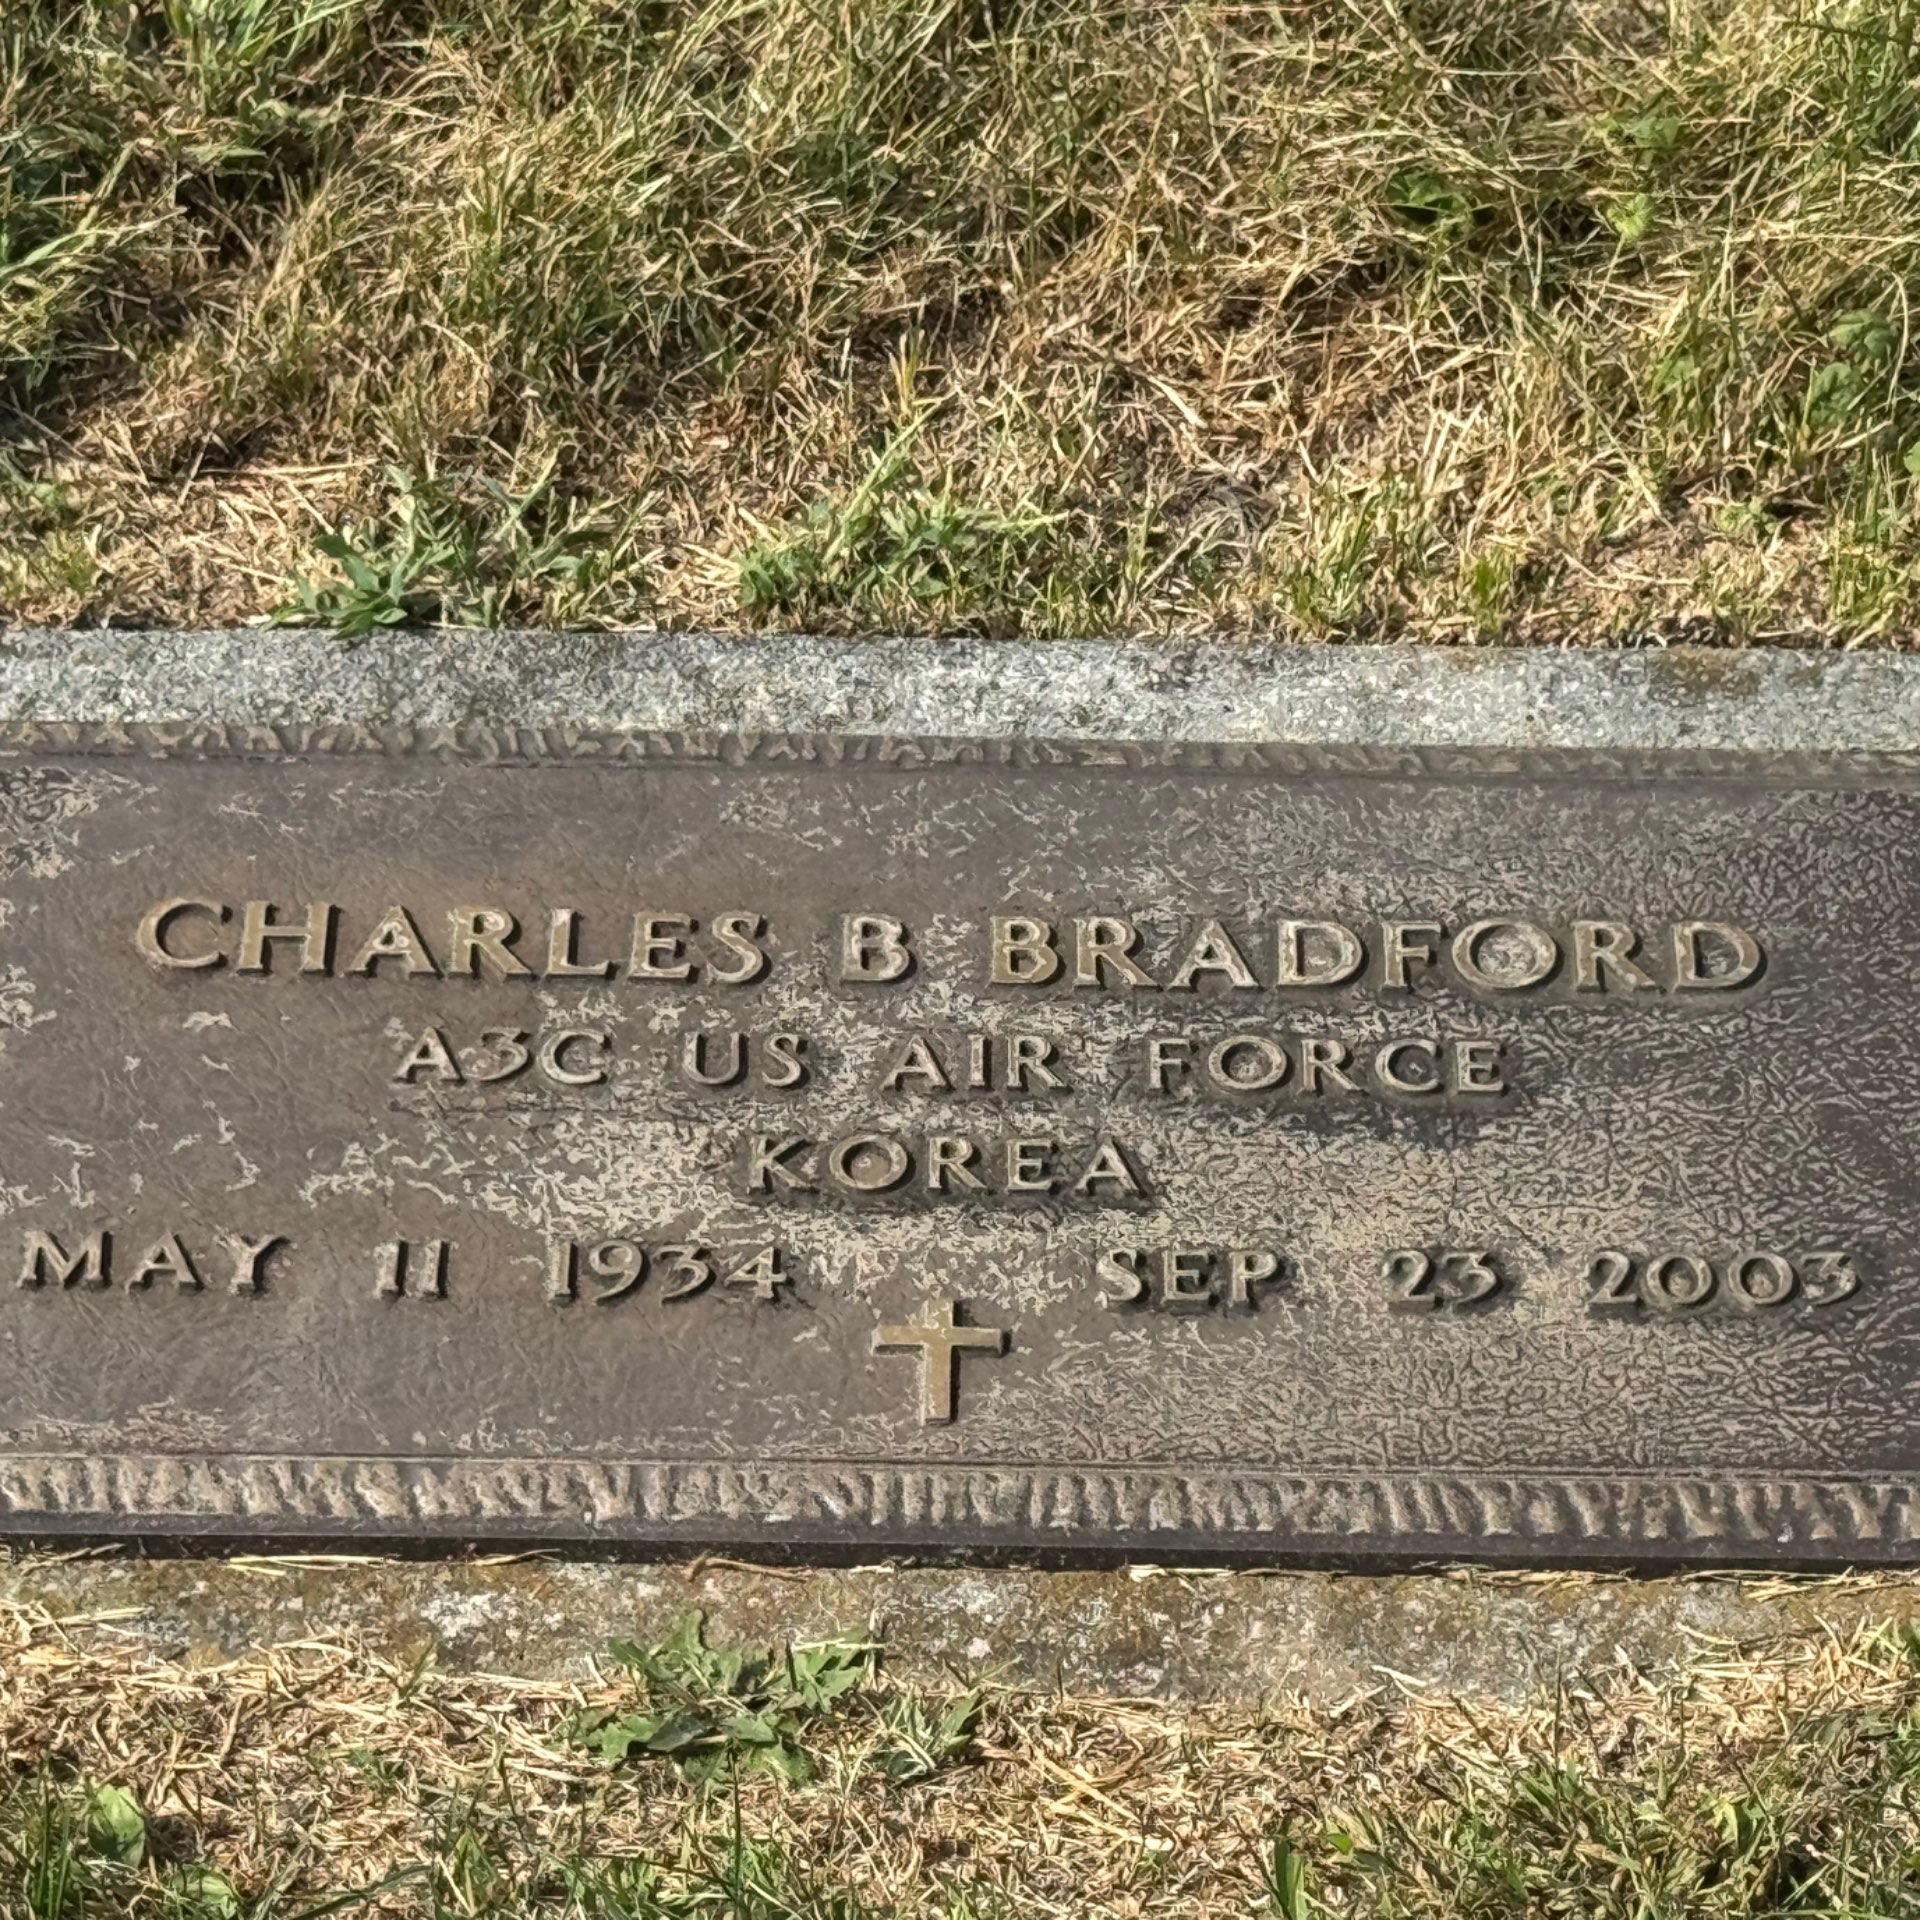 CHARLES B BRADFORD
A3C US AIR FORCE
KOREA
MAY 11 1934 SEP 23 2003